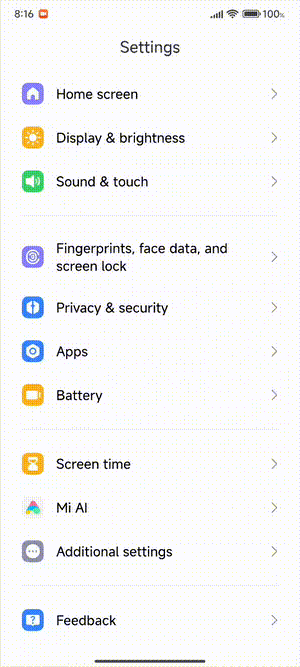 8:16
100%
Settings
Home screen
Display & brightness
Sound & touch
Fingerprints, face data, and
screen lock
Privacy & security
Apps
Battery
Screen time
Mi AI
Additional settings
Feedback